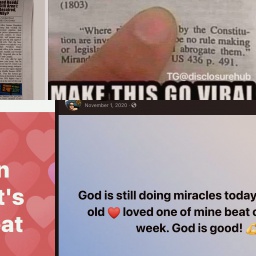 (1803)
"Where by the Constitu-
tion are inv be no rule making
or legisl abrogate them.
Miran US 436 p. 491.
TG@disclosurehub
MAKE THIS GO VIRAL
November 1, 2020
n
t's
at
God is still doing miracles today
old ❤️ loved one of mine beat
week. God is good!